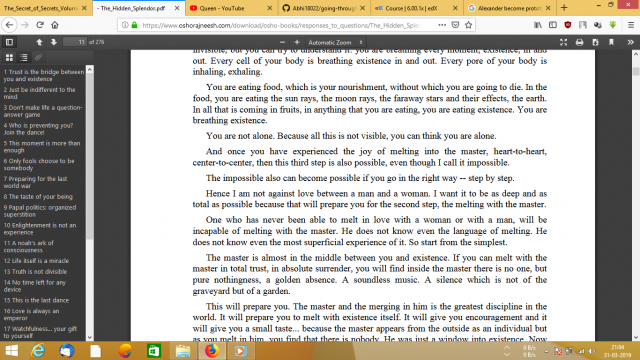 The_Secret_of_Secrets_Volum
- The_Hidden_Splendor.pdf
Queen - YouTube
Abhi18022/going-through
Course | 6.00.1x | edX
Alexander become protot
https://www.oshorajneesh.com/download/osho-books/responses_to_questions/The_Hidden_Splendor
Search
11 of 276
Automatic Zoom
1 Trust is the bridge between
you and existence
2 Just be indifferent to the
mind
3 Don't make life a question-
answer game
4 Who is preventing you?
Join the dance!
5 This moment is more than
enough
6 Only fools choose to be
somebody
7 Preparing for the last
world war
8 The taste of your being
9 Papal politics: organized
superstition
10 Enlightenment is not an
experience
11 A noah's ark of
consciousness
12 Life itself is a miracle
13 Truth is not divisible
14 No time left for any
device
15 This is the last dance
16 Love is always an
emperor
17 Watchfulness... your gift to
yourself
invisible, but you can try to understand it. You are breathing every moment, existence, in and
out. Every cell of your body is breathing existence in and out. Every pore of your body is
inhaling, exhaling.
You are eating food, which is your nourishment, without which you are going to die. In the
food, you are eating the sun rays, the moon rays, the faraway stars and their effects, the earth.
In all that is coming in fruits, in anything that you are eating, you are eating existence. You are
breathing existence.
You are not alone. Because all this is not visible, you can think you are alone.
And once you have experienced the joy of melting into the master, heart-to-heart,
center-to-center, then this third step is also possible, even though I call it impossible.
The impossible also can become possible if you go in the right way -- step by step.
Hence I am not against love between a man and a woman. I want it to be as deep and as
total as possible because that will prepare you for the second step, the melting with the master.
One who has never been able to melt in love with a woman or with a man, will be
incapable of melting with the master. He does not know even the language of melting. He
does not know even the most superficial experience of it. So start from the simplest.
The master is almost in the middle between you and existence. If you can melt with the
master in total trust, in absolute surrender, you will find inside the master there is no one, but
pure nothingness, a golden absence. A soundless music. A silence which is not of the
graveyard but of a garden.
This will prepare you. The master and the merging in him is the greatest discipline in the
world. It will prepare you to melt with existence itself. It will give you encouragement and it
will give you a small taste... because the master appears from the outside as an individual but
as you melt in him, you find that there is nobody. He was just a window into existence. Now
21:04
31-03-2019